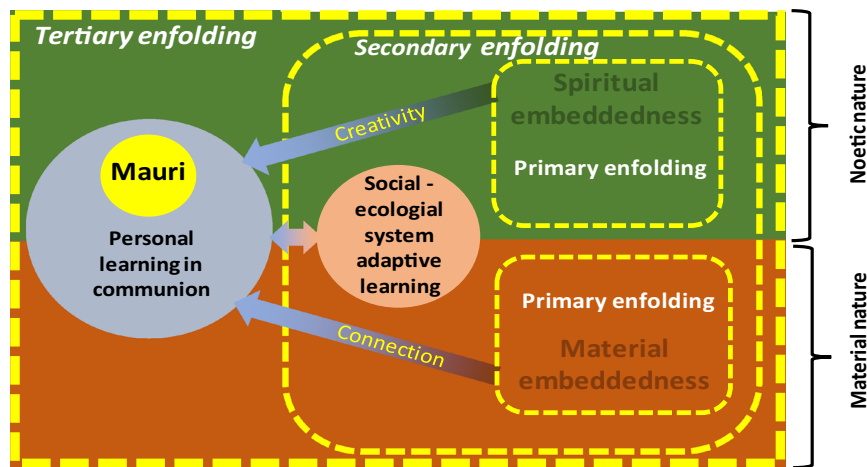 Tertiary enfolding
Secondary enfolding
Spiritual
embeddedness
Primary enfolding
Creativity
Mauri
Personal
learning in
communion
Social -
ecologial
system
adaptive
learning
Primary enfolding
Material
embeddedness
Connection
Noetic nature
Material nature